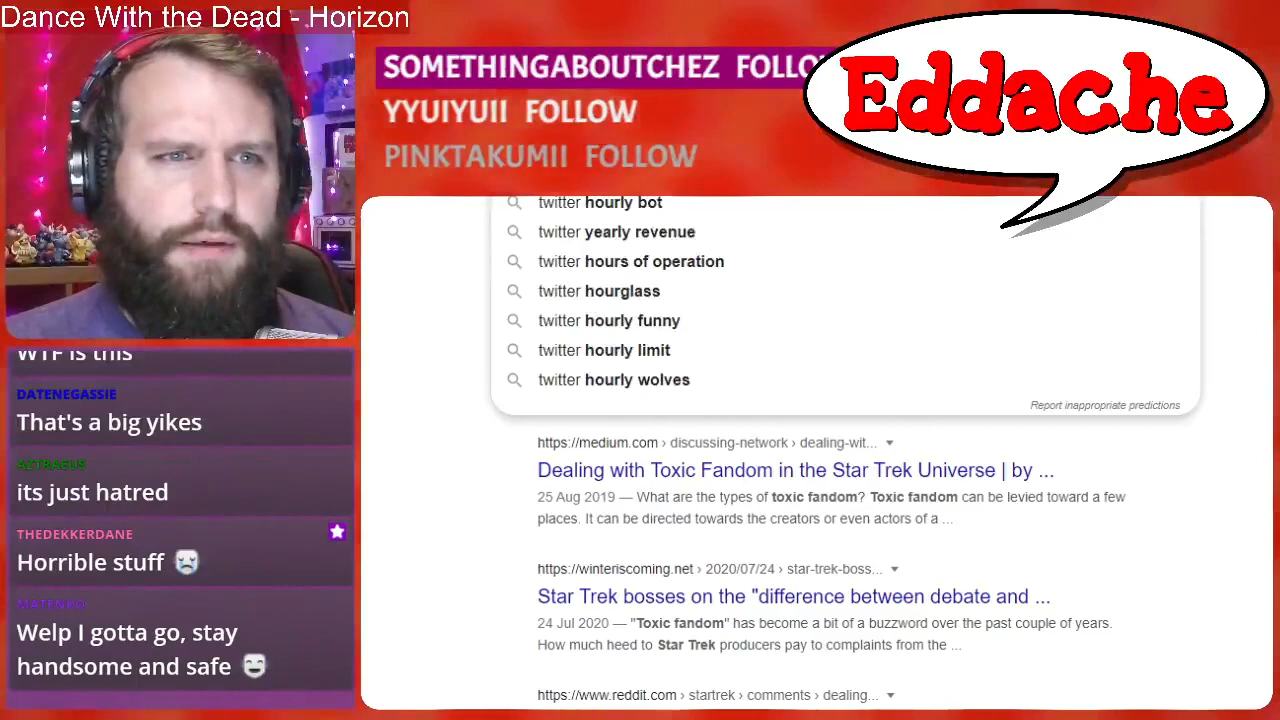 Dance With the Dead - Horizon
SOMETHINGABOUTCHEZ FOLLO
YYUIYUII FOLLOW
PINKTAKUMII FOLLOW
Eddache
twitter hourly bot
twitter yearly revenue
twitter hours of operation
twitter hourglass
twitter hourly funny
twitter hourly limit
twitter hourly wolves
Report inappropriate predictions
https://medium.com › discussing-network › dealing-wit...
Dealing with Toxic Fandom in the Star Trek Universe | by ...
25 Aug 2019 — What are the types of toxic fandom? Toxic fandom can be levied toward a few
places. It can be directed towards the creators or even actors of a ...
https://winteriscoming.net › 2020/07/24 › star-trek-boss...
Star Trek bosses on the "difference between debate and ...
24 Jul 2020 — "Toxic fandom" has become a bit of a buzzword over the past couple of years.
How much heed to Star Trek producers pay to complaints from the ...
https://www.reddit.com › startrek › comments › dealing...
WTF is this
DATENEGASSIE
That's a big yikes
AZTRAEUS
its just hatred
THEDEKKERDANE
Horrible stuff
MATENKO
Welp I gotta go, stay
handsome and safe